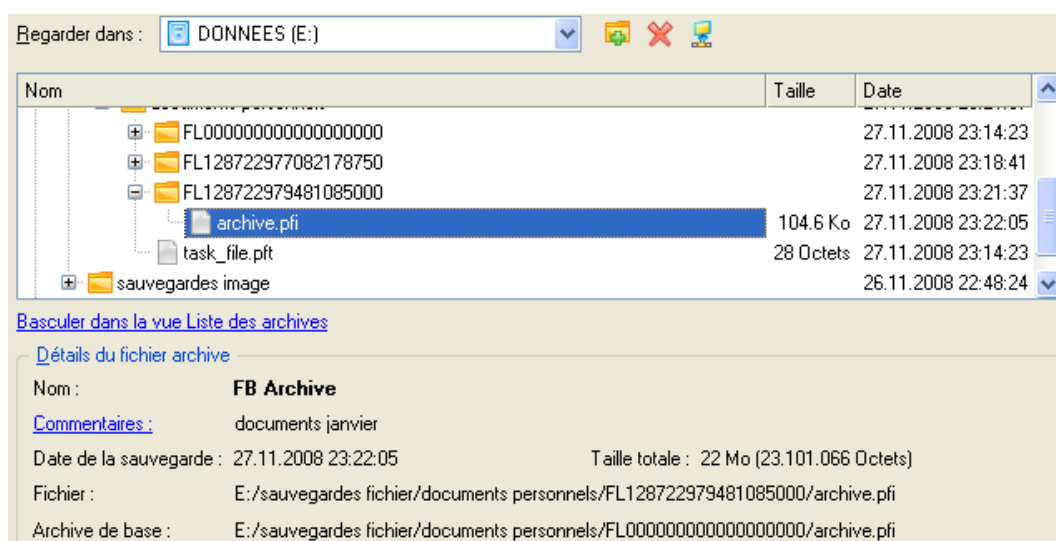 Regarder dans : DONNEES (E:)
Nom Taille Date
FL000000000000000000 27.11.2008 23:14:23
FL128722977082178750 27.11.2008 23:18:41
FL128722979481085000 27.11.2008 23:21:37
archive.pfi 104.6 Ko 27.11.2008 23:22:05
task_file.pft 28 Octets 27.11.2008 23:14:23
sauvegardes image 26.11.2008 22:48:24
Basculer dans la vue Liste des archives
Détails du fichier archive
Nom : FB Archive
Commentaires : documents janvier
Date de la sauvegarde : 27.11.2008 23:22:05 Taille totale : 22 Mo (23.101.066 Octets)
Fichier : E:/sauvegardes fichier/documents personnels/FL128722979481085000/archive.pfi
Archive de base : E:/sauvegardes fichier/documents personnels/FL000000000000000000/archive.pfi